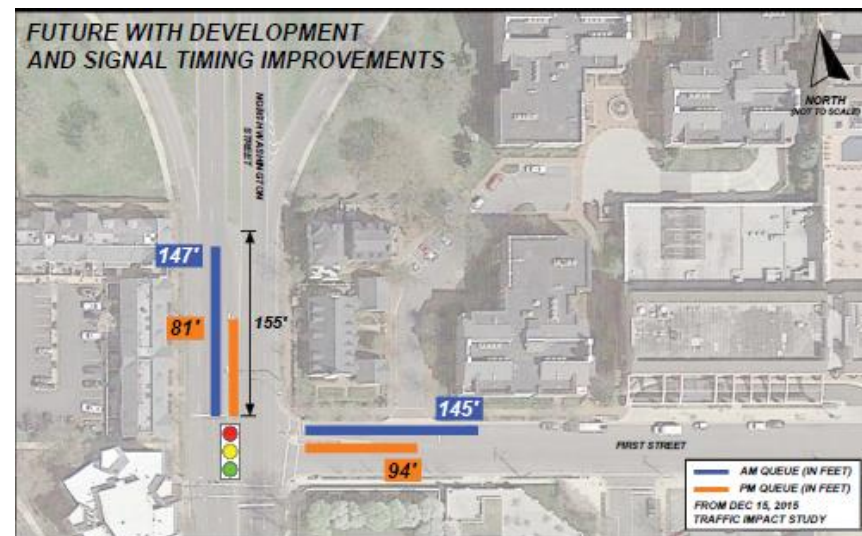 FUTURE WITH DEVELOPMENT
AND SIGNAL TIMING IMPROVEMENTS
NORTH
(NOT TO SCALE)
NORTH WASHINGTON
STREET
147'
81'
155'
145'
94'
FIRST STREET
AM QUEUE (IN FEET)
PM QUEUE (IN FEET)
FROM DEC 15, 2015
TRAFFIC IMPACT STUDY